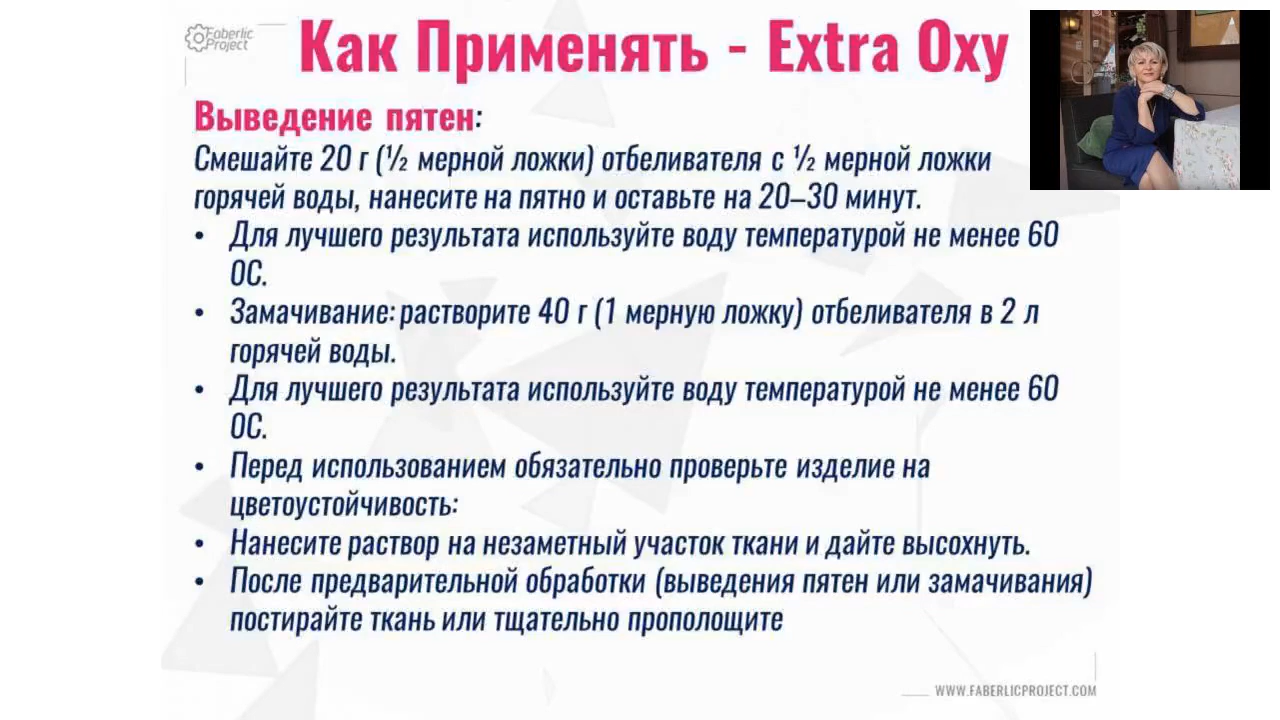 Faberlic
Project
Как Применять - Extra Oxy
Выведение пятен:
Смешайте 20 г (½ мерной ложки) отбеливателя с ½ мерной ложки
горячей воды, нанесите на пятно и оставьте на 20–30 минут.
• Для лучшего результата используйте воду температурой не менее 60
ОС.
• Замачивание: растворите 40 г (1 мерную ложку) отбеливателя в 2 л
горячей воды.
• Для лучшего результата используйте воду температурой не менее 60
ОС.
• Перед использованием обязательно проверьте изделие на
цветоустойчивость:
• Нанесите раствор на незаметный участок ткани и дайте высохнуть.
• После предварительной обработки (выведения пятен или замачивания)
постирайте ткань или тщательно прополощите
WWW.FABERLICPROJECT.COM